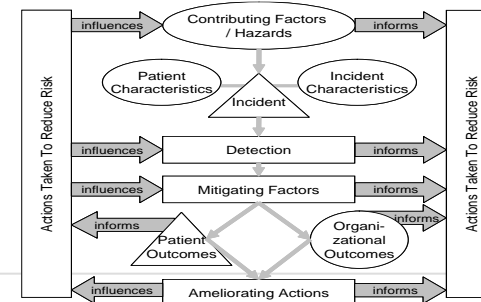 Actions Taken To Reduce Risk
influences
Contributing Factors
/ Hazards
informs
Patient
Characteristics
Incident
Incident
Characteristics
influences
Detection
informs
influences
Mitigating Factors
informs
informs
Patient
Outcomes
Organi-
zational
Outcomes
informs
influences
Ameliorating Actions
informs
Actions Taken To Reduce Risk